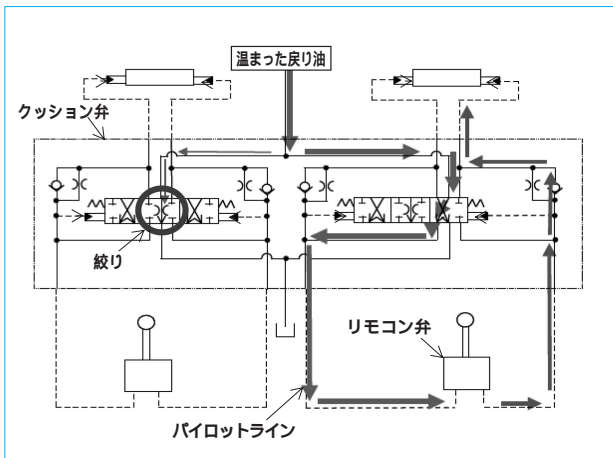 温まった戻り油
クッション弁
絞り
リモコン弁
パイロットライン